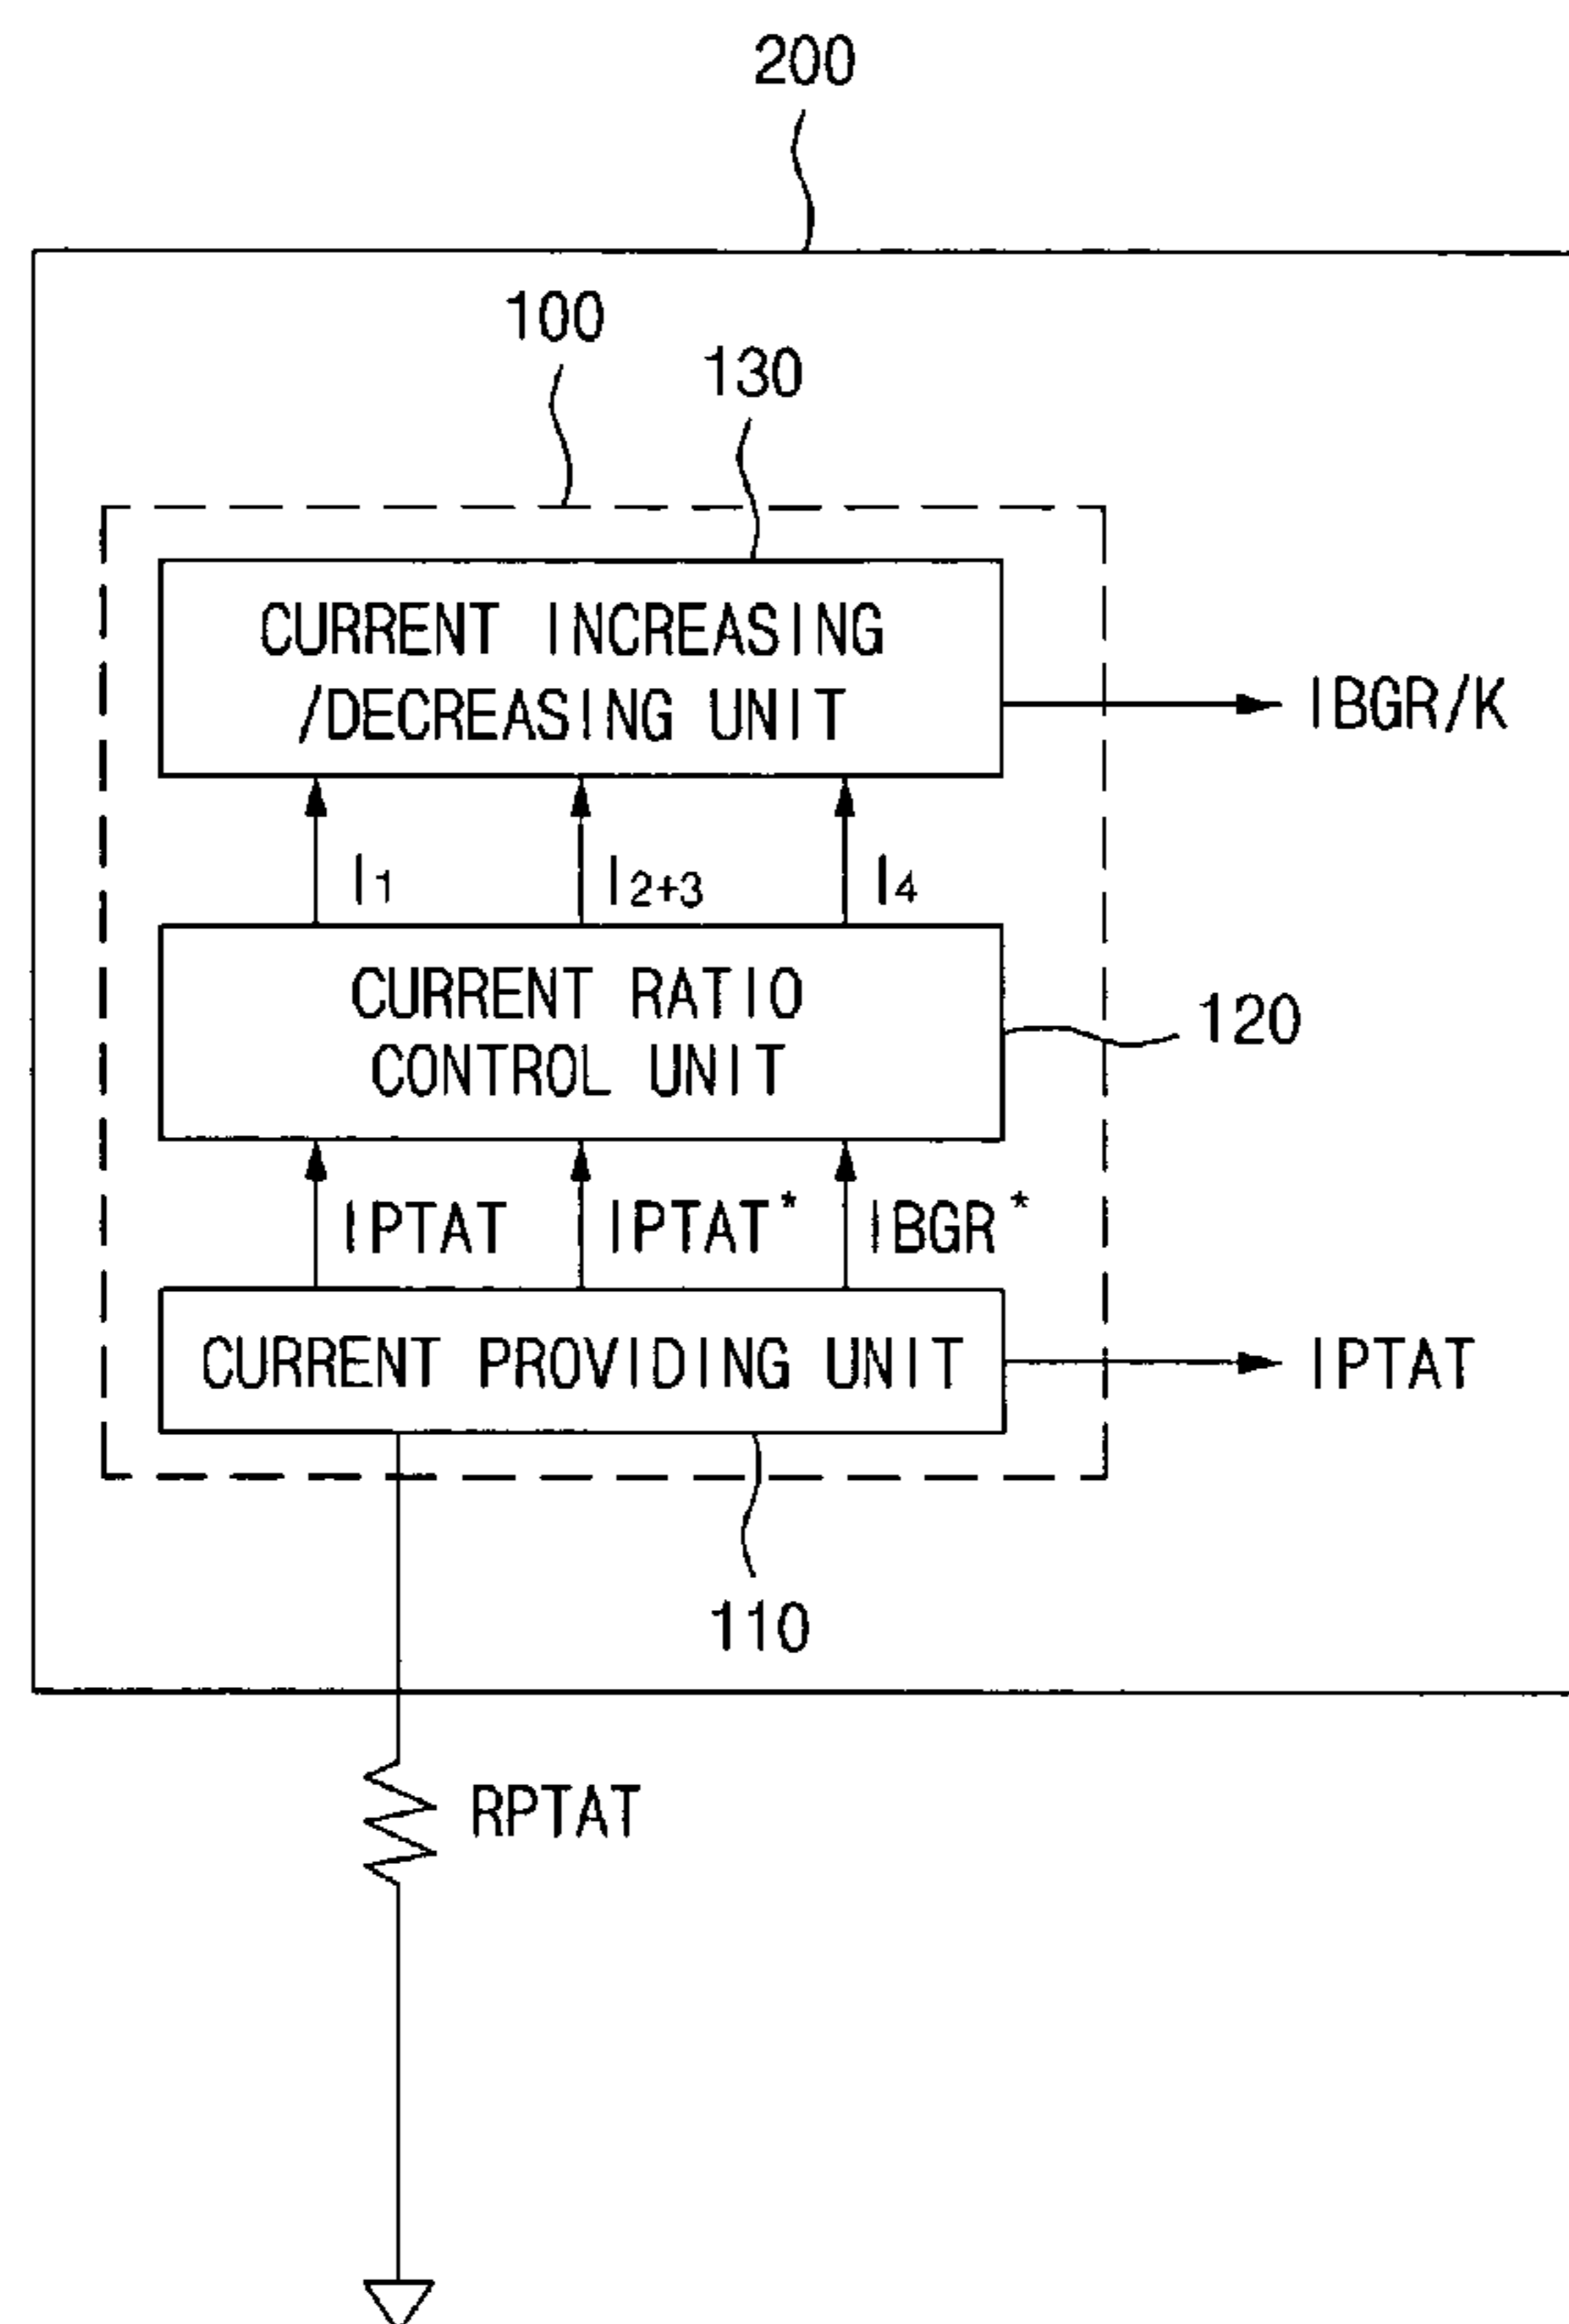 200
100
130
CURRENT INCREASING
/DECREASING UNIT
IBGR/K
I1
I2+3
I4
CURRENT RATIO
CONTROL UNIT
120
IPTAT
IPTAT*
IBGR*
CURRENT PROVIDING UNIT
IPTAT
110
RPTAT